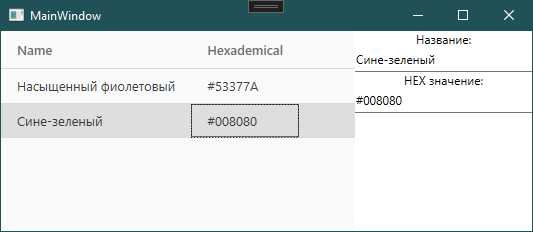 MainWindow
Name Hexademical
Насыщенный фиолетовый #53377A
Сине-зеленый #008080
Название:
Сине-зеленый
HEX значение:
#008080